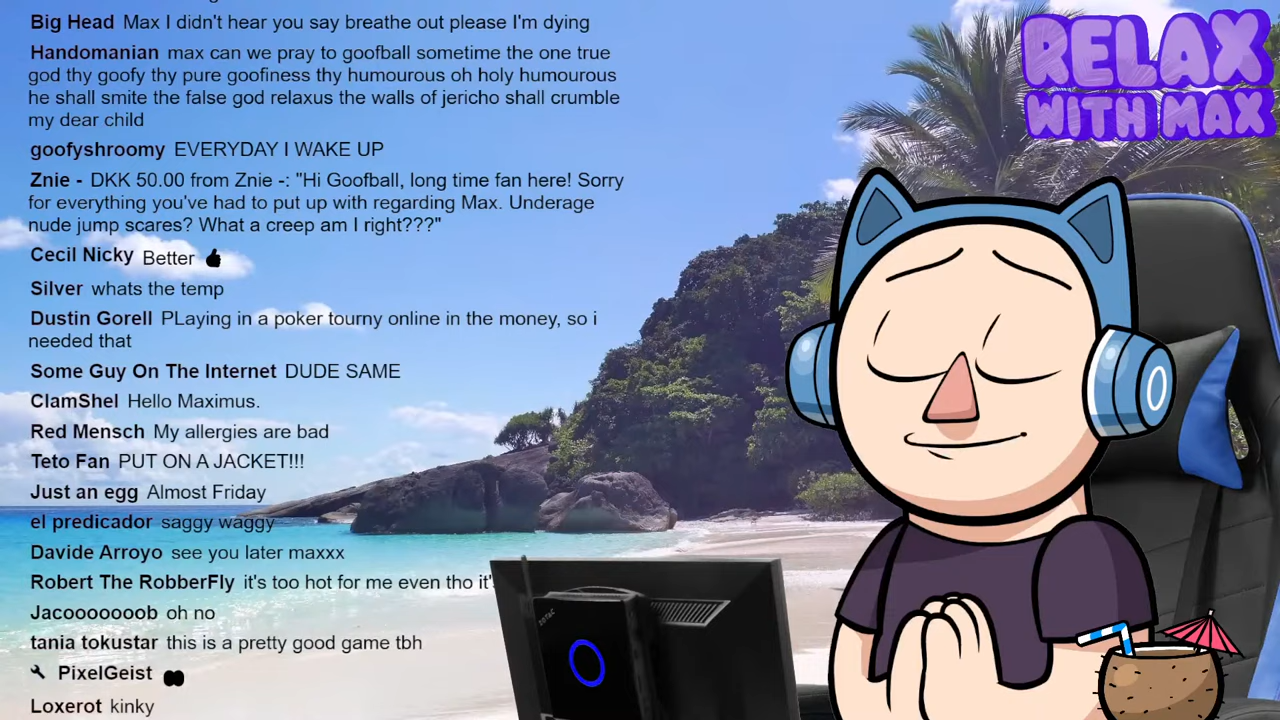 Big Head Max I didn't hear you say breathe out please I'm dying
Handomanian max can we pray to goofball sometime the one true
god thy goofy thy pure goofiness thy humourous oh holy humourous
he shall smite the false god relaxus the walls of jericho shall crumble
my dear child
goofyshroomy EVERYDAY I WAKE UP
Znie - DKK 50.00 from Znie -: "Hi Goofball, long time fan here! Sorry
for everything you've had to put up with regarding Max. Underage
nude jump scares? What a creep am I right???"
Cecil Nicky Better
Silver whats the temp
Dustin Gorell PLaying in a poker tourny online in the money, so i
needed that
Some Guy On The Internet DUDE SAME
ClamShel Hello Maximus.
Red Mensch My allergies are bad
Teto Fan PUT ON A JACKET!!!
Just an egg Almost Friday
el predicador saggy waggy
Davide Arroyo see you later maxxx
Robert The RobberFly it's too hot for me even tho it'
Jacooooooob oh no
tania tokustar this is a pretty good game tbh
PixelGeist
Loxerot kinky
RELAX
WITH MAX
ZOTAC